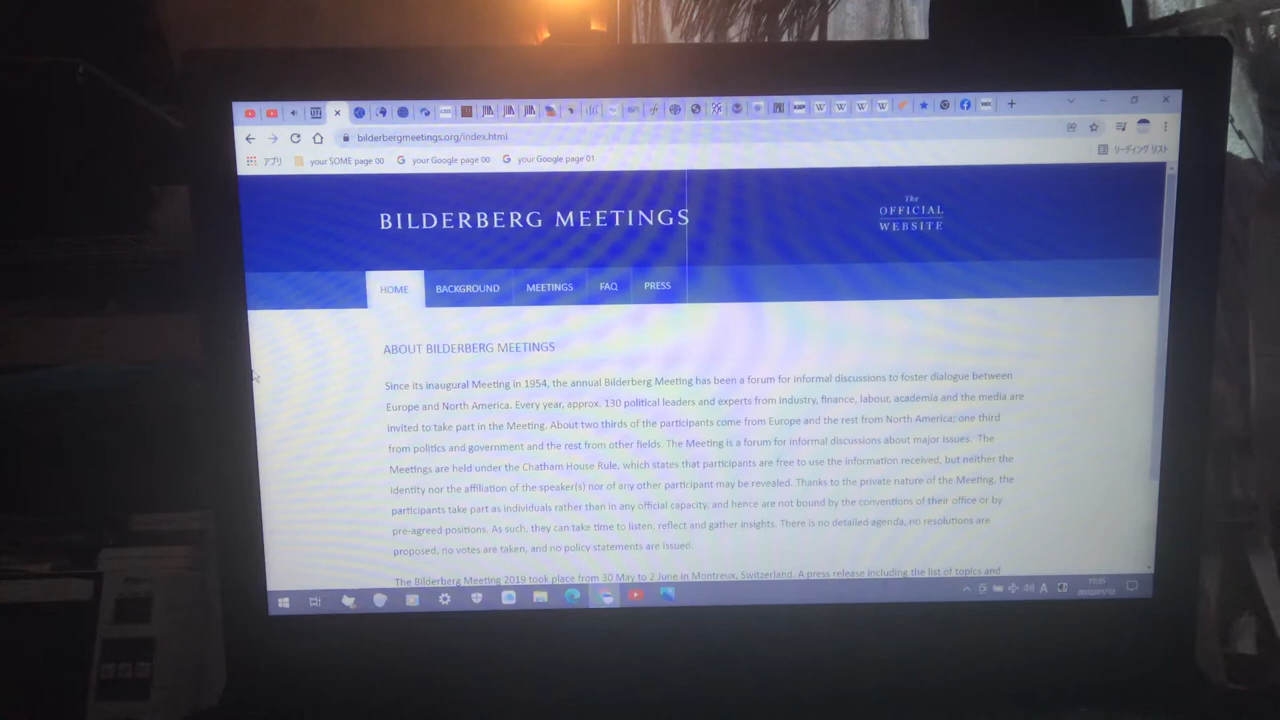 bilderbergmeetings.org/index.html
アプリ your SOME page 00 your Google page 00 your Google page 01 リーディング リスト
BILDERBERG MEETINGS
The
OFFICIAL
WEBSITE
HOME BACKGROUND MEETINGS FAQ PRESS
ABOUT BILDERBERG MEETINGS
Since its inaugural Meeting in 1954, the annual Bilderberg Meeting has been a forum for informal discussions to foster dialogue between
Europe and North America. Every year, approx. 130 political leaders and experts from industry, finance, labour, academia and the media are
invited to take part in the Meeting. About two thirds of the participants come from Europe and the rest from North America; one third
from politics and government and the rest from other fields. The Meeting is a forum for informal discussions about major issues. The
Meetings are held under the Chatham House Rule, which states that participants are free to use the information received, but neither the
identity nor the affiliation of the speaker(s) nor of any other participant may be revealed. Thanks to the private nature of the Meeting, the
participants take part as individuals rather than in any official capacity, and hence are not bound by the conventions of their office or by
pre-agreed positions. As such, they can take time to listen, reflect and gather insights. There is no detailed agenda, no resolutions are
proposed, no votes are taken, and no policy statements are issued.
The Bilderberg Meeting 2019 took place from 30 May to 2 June in Montreux, Switzerland. A press release including the list of topics and
A